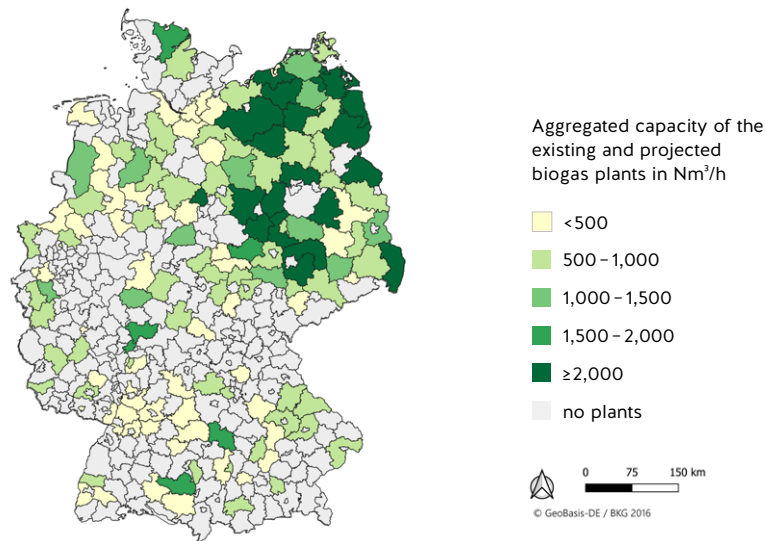 Aggregated capacity of the
existing and projected
biogas plants in Nm³/h
<500
500–1,000
1,000–1,500
1,500–2,000
≥2,000
no plants
0 75 150 km
© GeoBasis-DE / BKG 2016